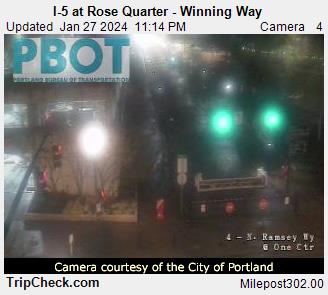 I-5 at Rose Quarter - Winning Way
Updated Jan 27 2024 11:14 PM Camera 4
PBOT
PORTLAND BUREAU OF TRANSPORTATION
4 - N. Ramsey Wy
@ One Ctr
Camera courtesy of the City of Portland
TripCheck.com Milepost302.00